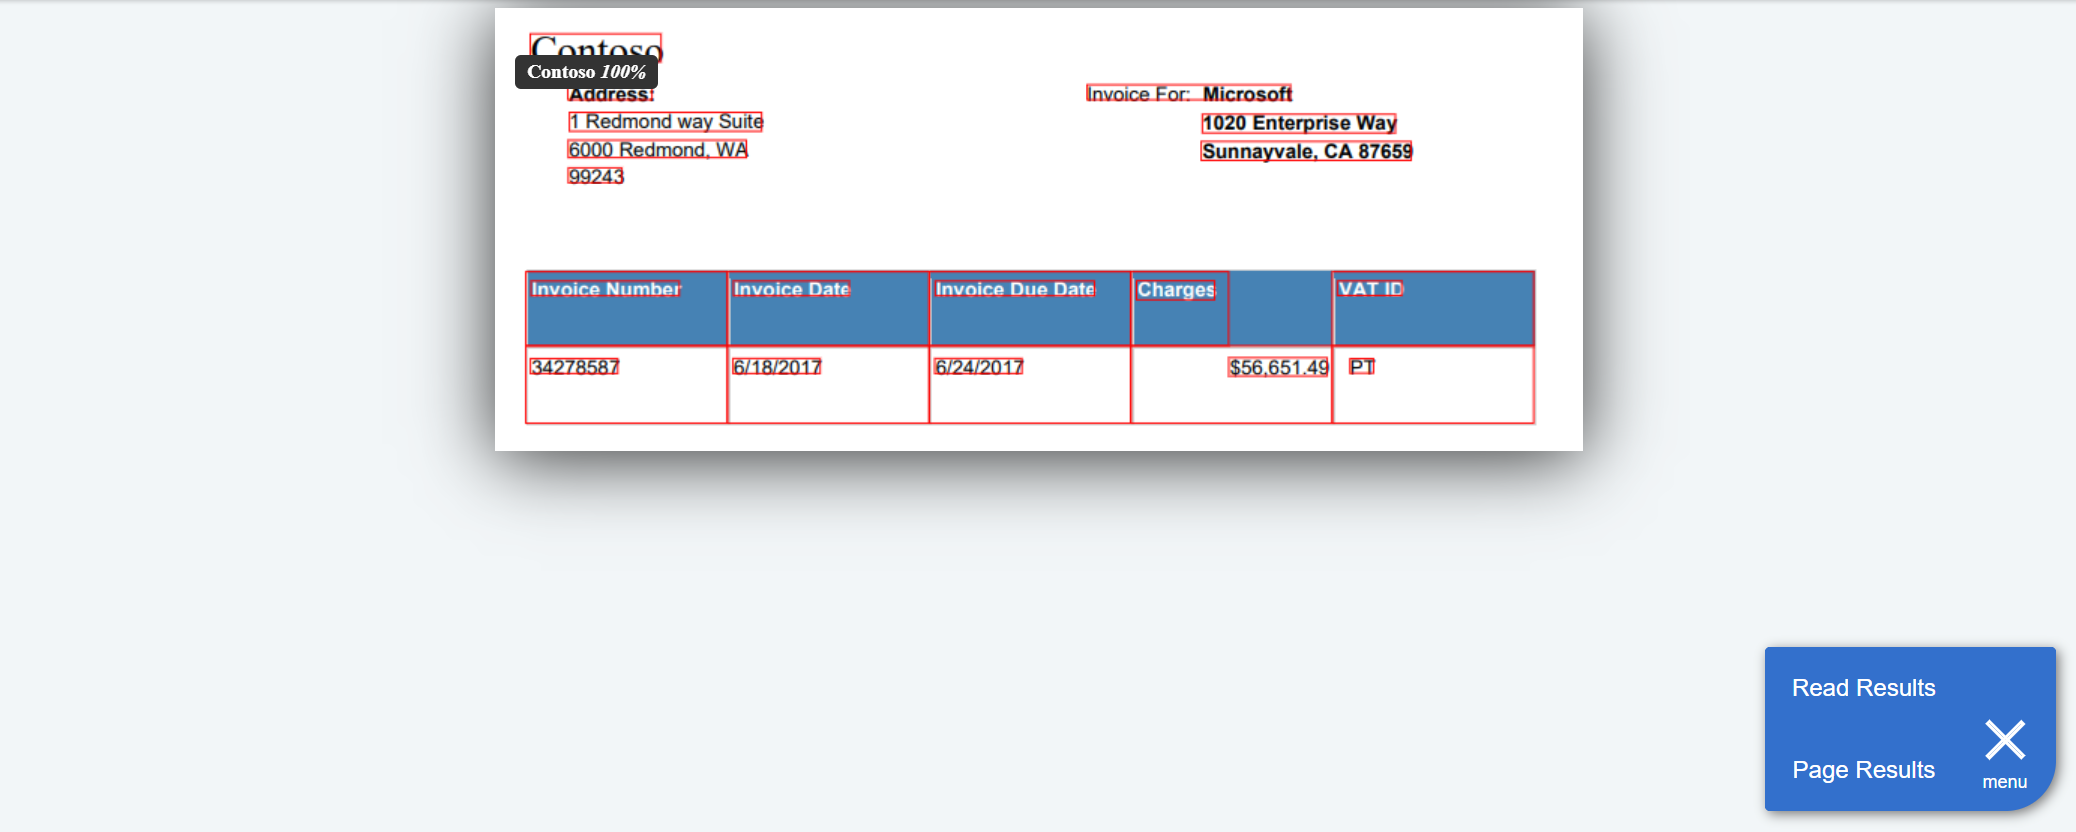 Contoso
Contoso 100%
Address:
1 Redmond way Suite
6000 Redmond, WA
99243
Invoice For: Microsoft
1020 Enterprise Way
Sunnayvale, CA 87659
Invoice Number Invoice Date Invoice Due Date Charges VAT ID
34278587 6/18/2017 6/24/2017 $56,651.49 PT
Read Results
Page Results
menu